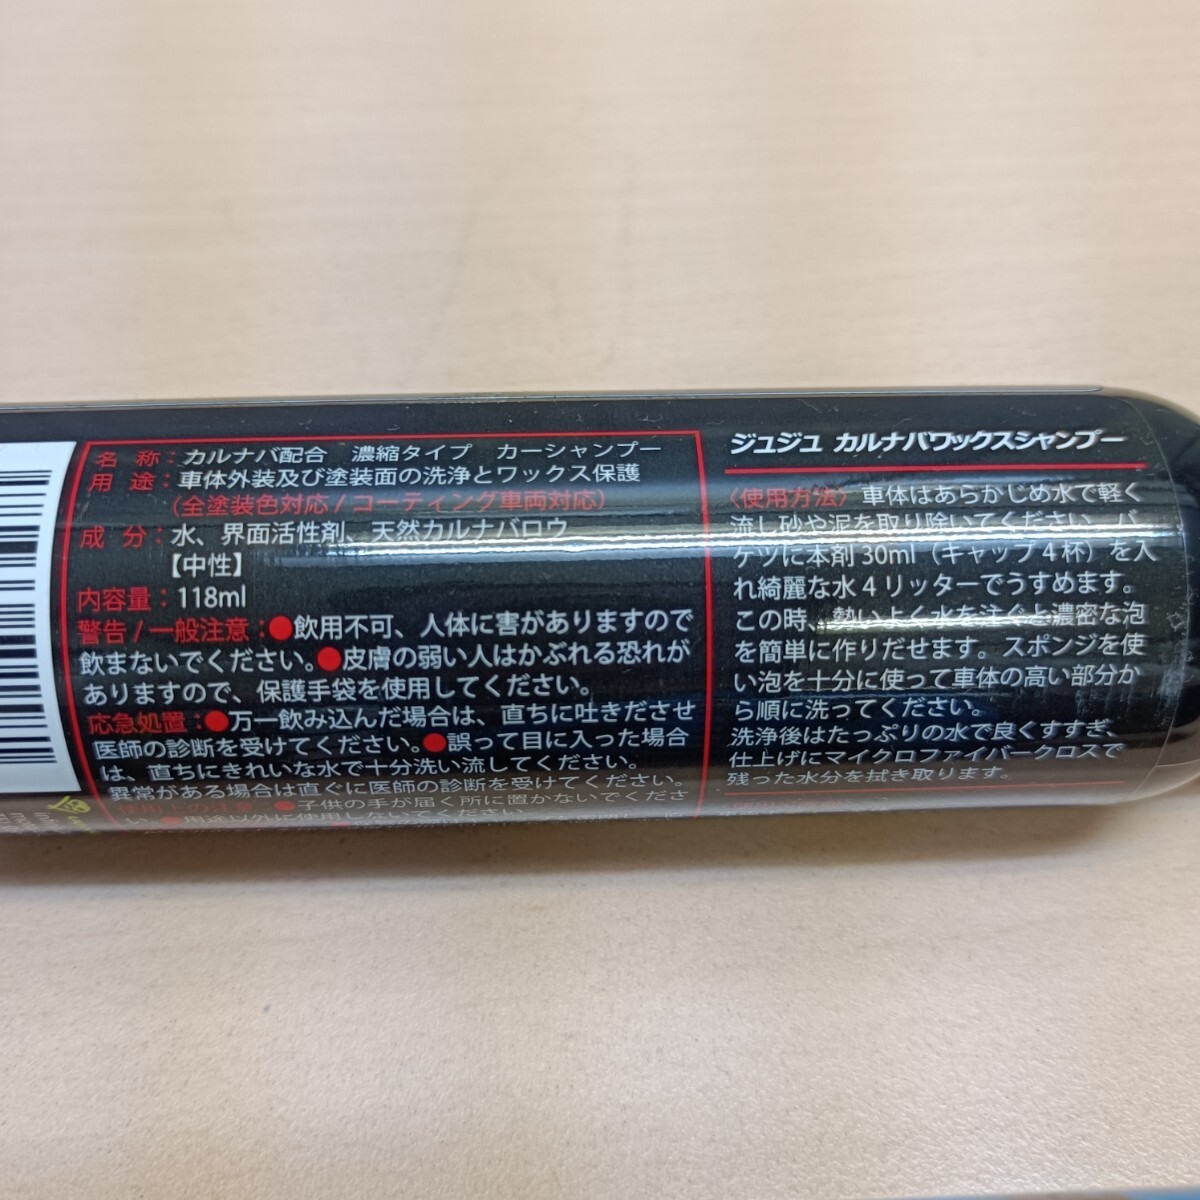 名 称：カルナバ配合 濃縮タイプ カーシャンプー
用 途：車体外装及び塗装面の洗浄とワックス保護
（全塗装色対応 / コーティング車両対応）
成 分：水、界面活性剤、天然カルナバロウ
【中性】
内容量：118ml
警告 / 一般注意：●飲用不可、人体に害がありますので
飲まないでください。●皮膚の弱い人はかぶれる恐れが
ありますので、保護手袋を使用してください。
応急処置：●万一飲み込んだ場合は、直ちに吐きださせ
医師の診断を受けてください。●誤って目に入った場合
は、直ちにきれいな水で十分洗い流してください。
異常がある場合は直ぐに医師の診断を受けてください。
●子供の手が届く所に置かないでくださ
い。●用途以外に使用しないでください。
ジュジュ カルナバワックスシャンプー
〈使用方法〉車体はあらかじめ水で軽く
流し砂や泥を取り除いてください。バ
ケツに本剤30ml（キャップ4杯）を入
れ綺麗な水4リッターでうすめます。
この時、勢いよく水を注ぐと濃密な泡
を簡単に作りだせます。スポンジを使
い泡を十分に使って車体の高い部分か
ら順に洗ってください。
洗浄後はたっぷりの水で良くすすぎ、
仕上げにマイクロファイバークロスで
残った水分を拭き取ります。